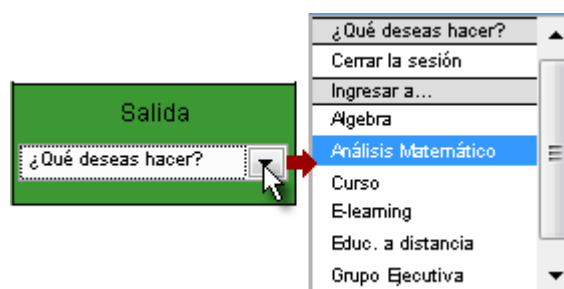 Salida
¿Qué deseas hacer?
¿Qué deseas hacer?
Cerrar la sesión
Ingresar a...
Algebra
Análisis Matemático
Curso
E-learning
Educ. a distancia
Grupo Ejecutiva